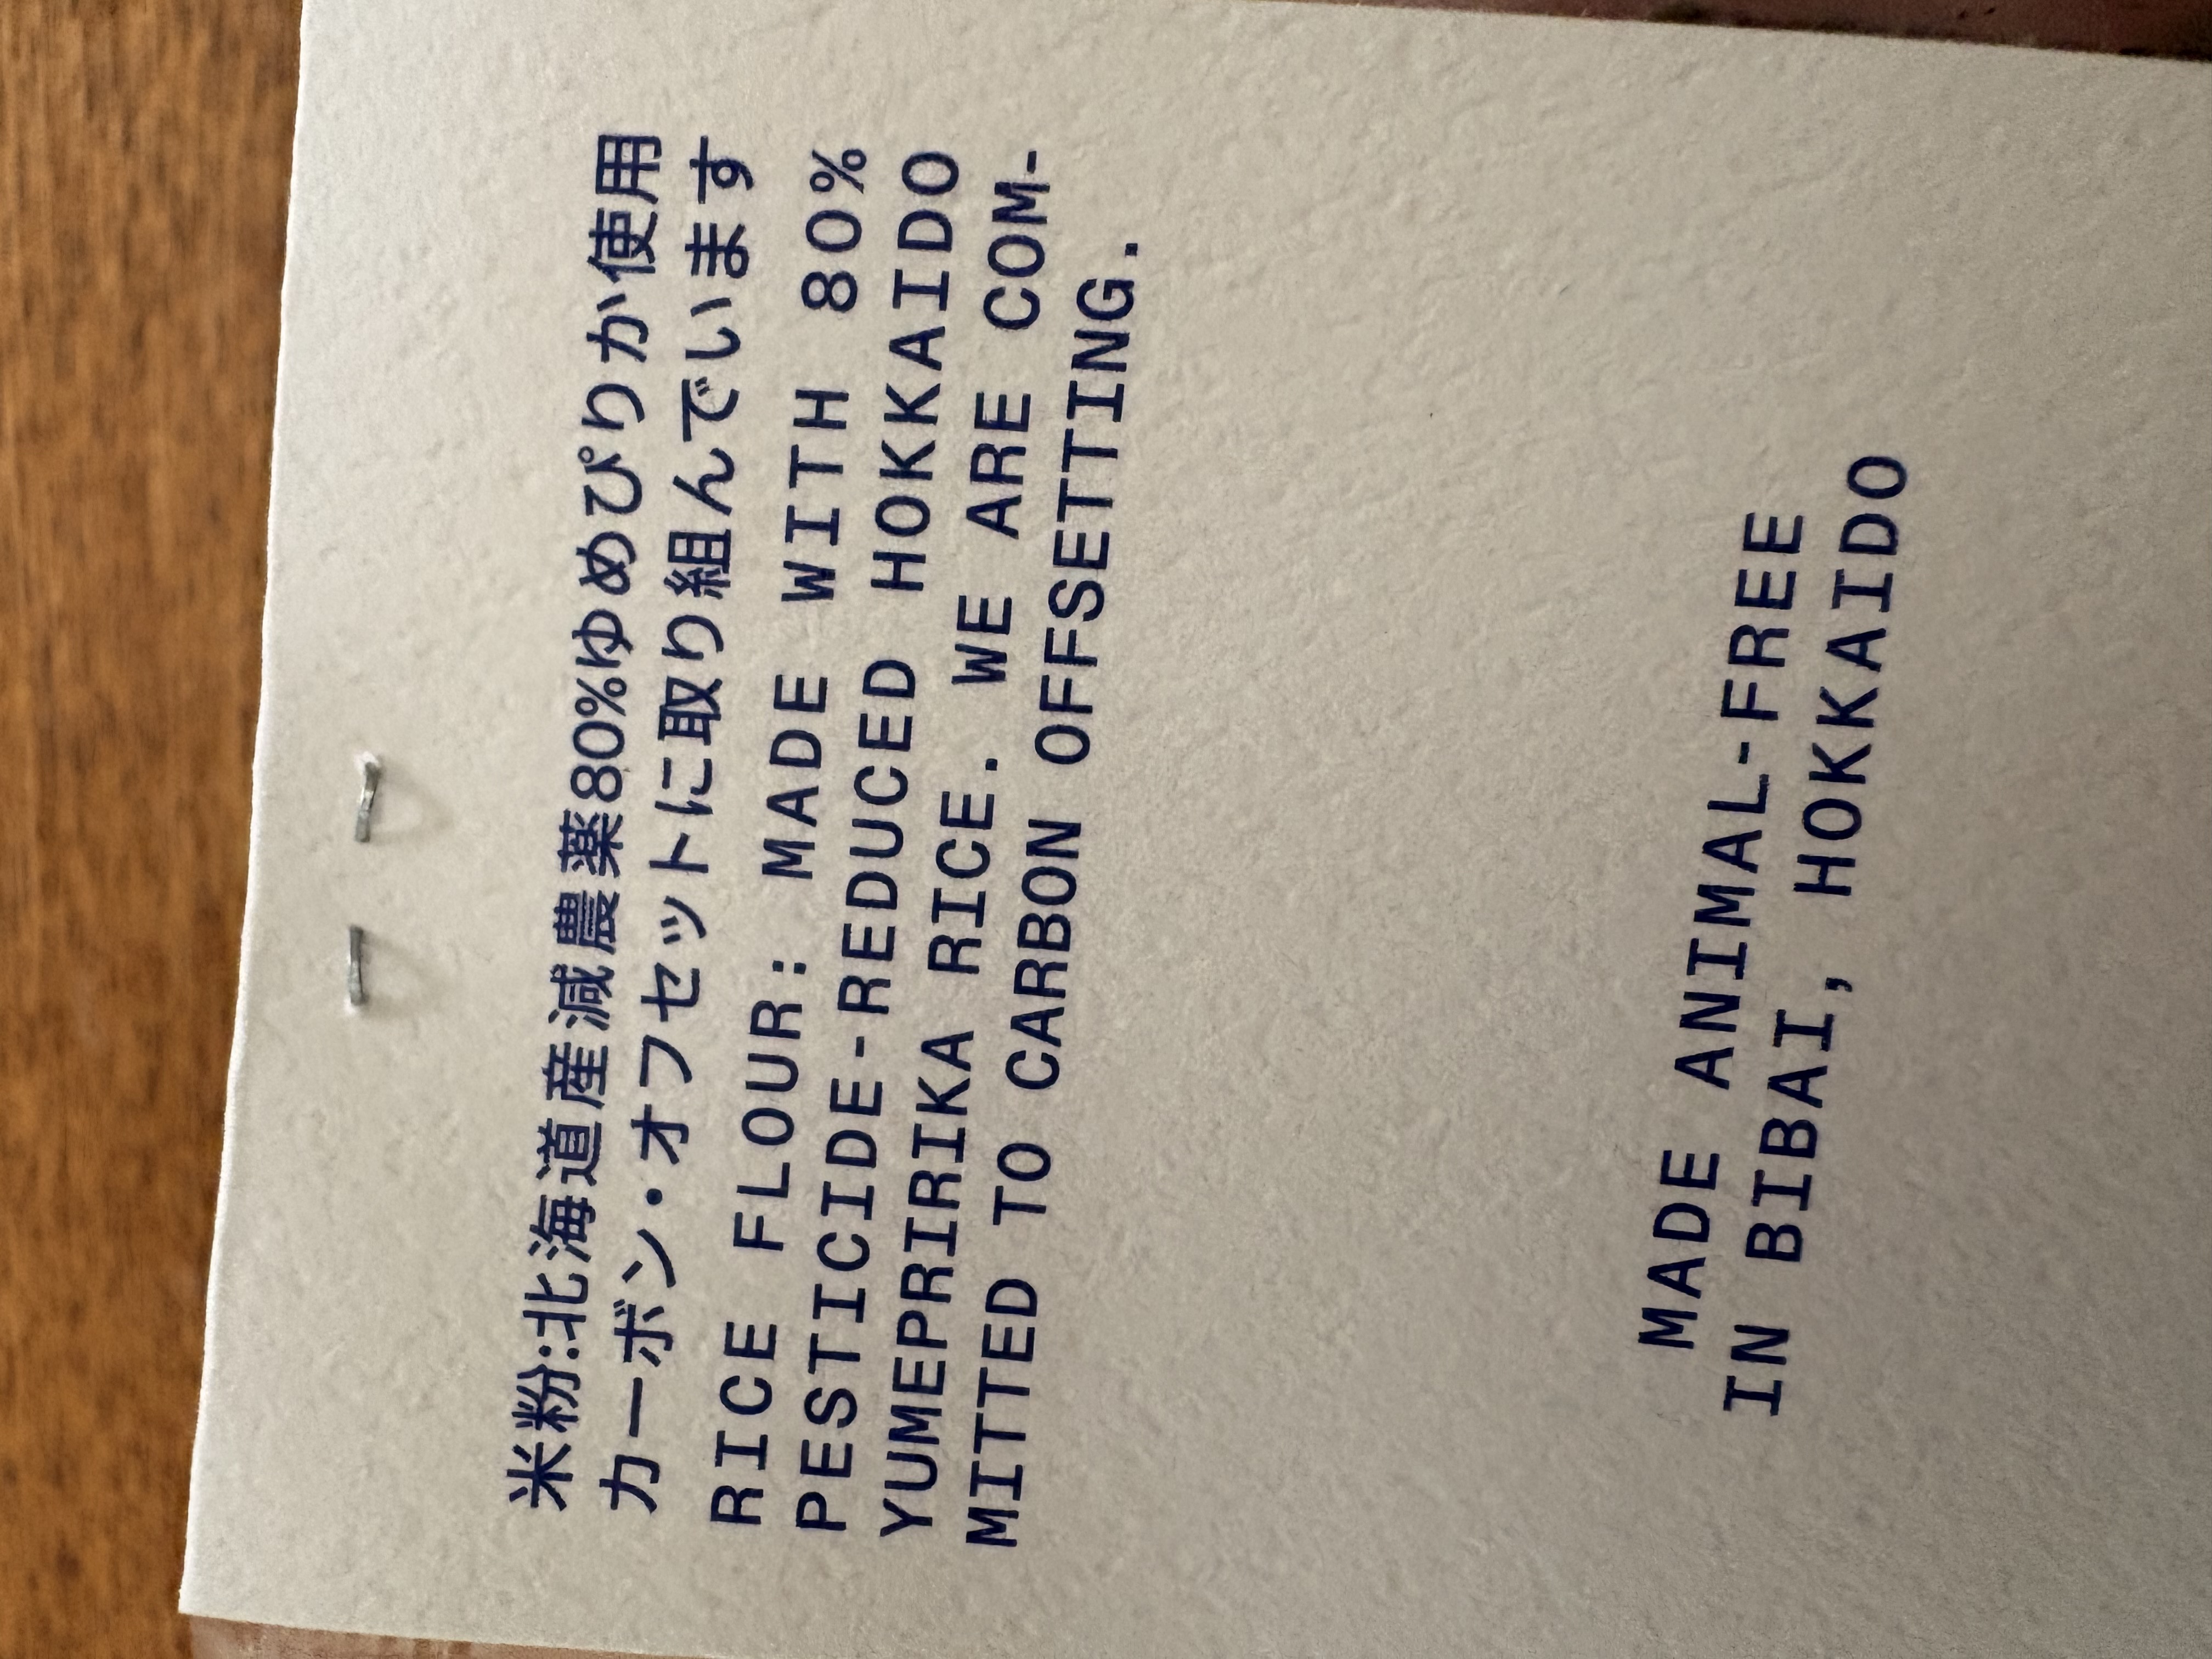 米粉:北海道産減農薬80%ゆめぴりか使用
カーボン・オフセットに取り組んでいます
RICE FLOUR: MADE WITH 80%
PESTICIDE-REDUCED HOKKAIDO
YUMEPRIRIKA RICE. WE ARE COM-
MITTED TO CARBON OFFSETTING.
MADE ANIMAL-FREE
IN BIBAI, HOKKAIDO